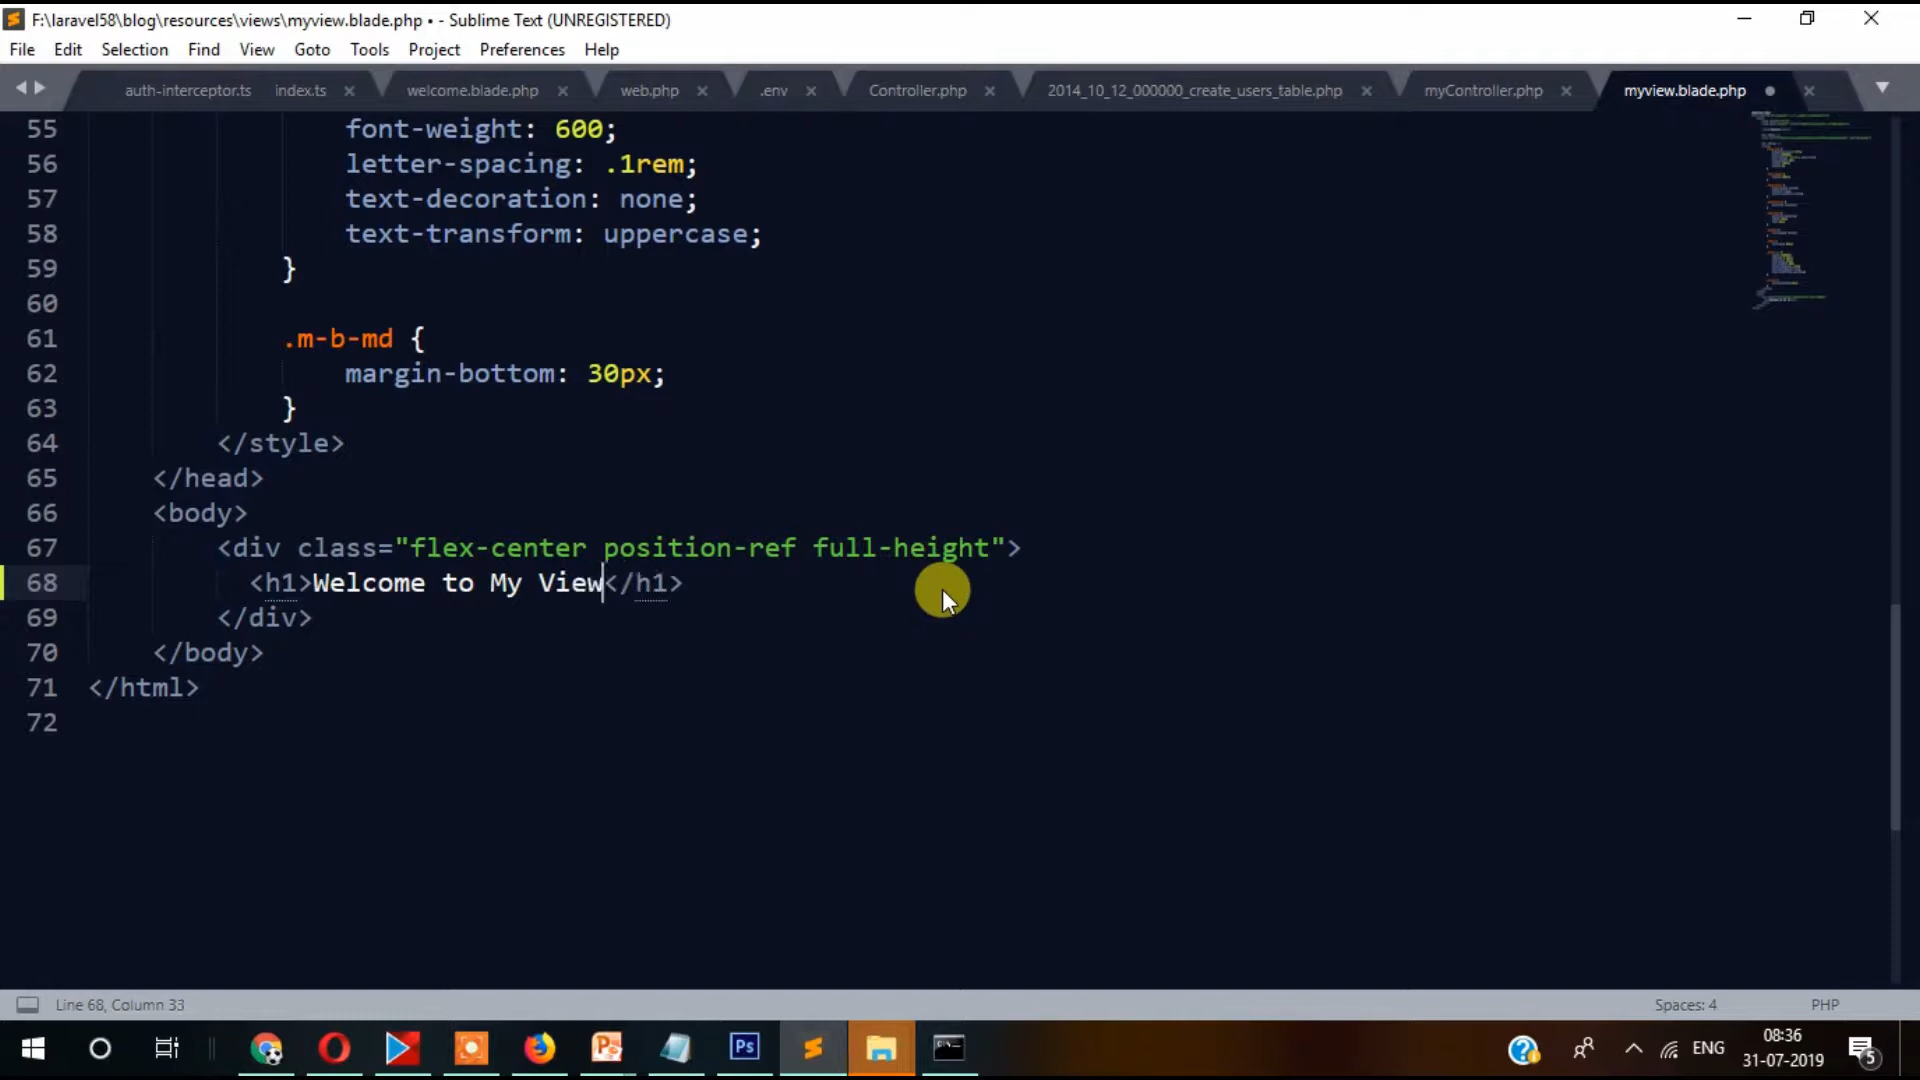 F:\laravel58\blog\resources\views\myview.blade.php • - Sublime Text (UNREGISTERED)
File Edit Selection Find View Goto Tools Project Preferences Help
auth-interceptor.ts index.ts welcome.blade.php web.php .env Controller.php 2014_10_12_000000_create_users_table.php myController.php myview.blade.php
55 font-weight: 600;
56 letter-spacing: .1rem;
57 text-decoration: none;
58 text-transform: uppercase;
59 }
60
61 .m-b-md {
62 margin-bottom: 30px;
63 }
64 </style>
65 </head>
66 <body>
67 <div class="flex-center position-ref full-height">
68 <h1>Welcome to My View</h1>
69 </div>
70 </body>
71 </html>
72
Line 68, Column 33 Spaces: 4 PHP
Ps ENG 08:36
31-07-2019 5